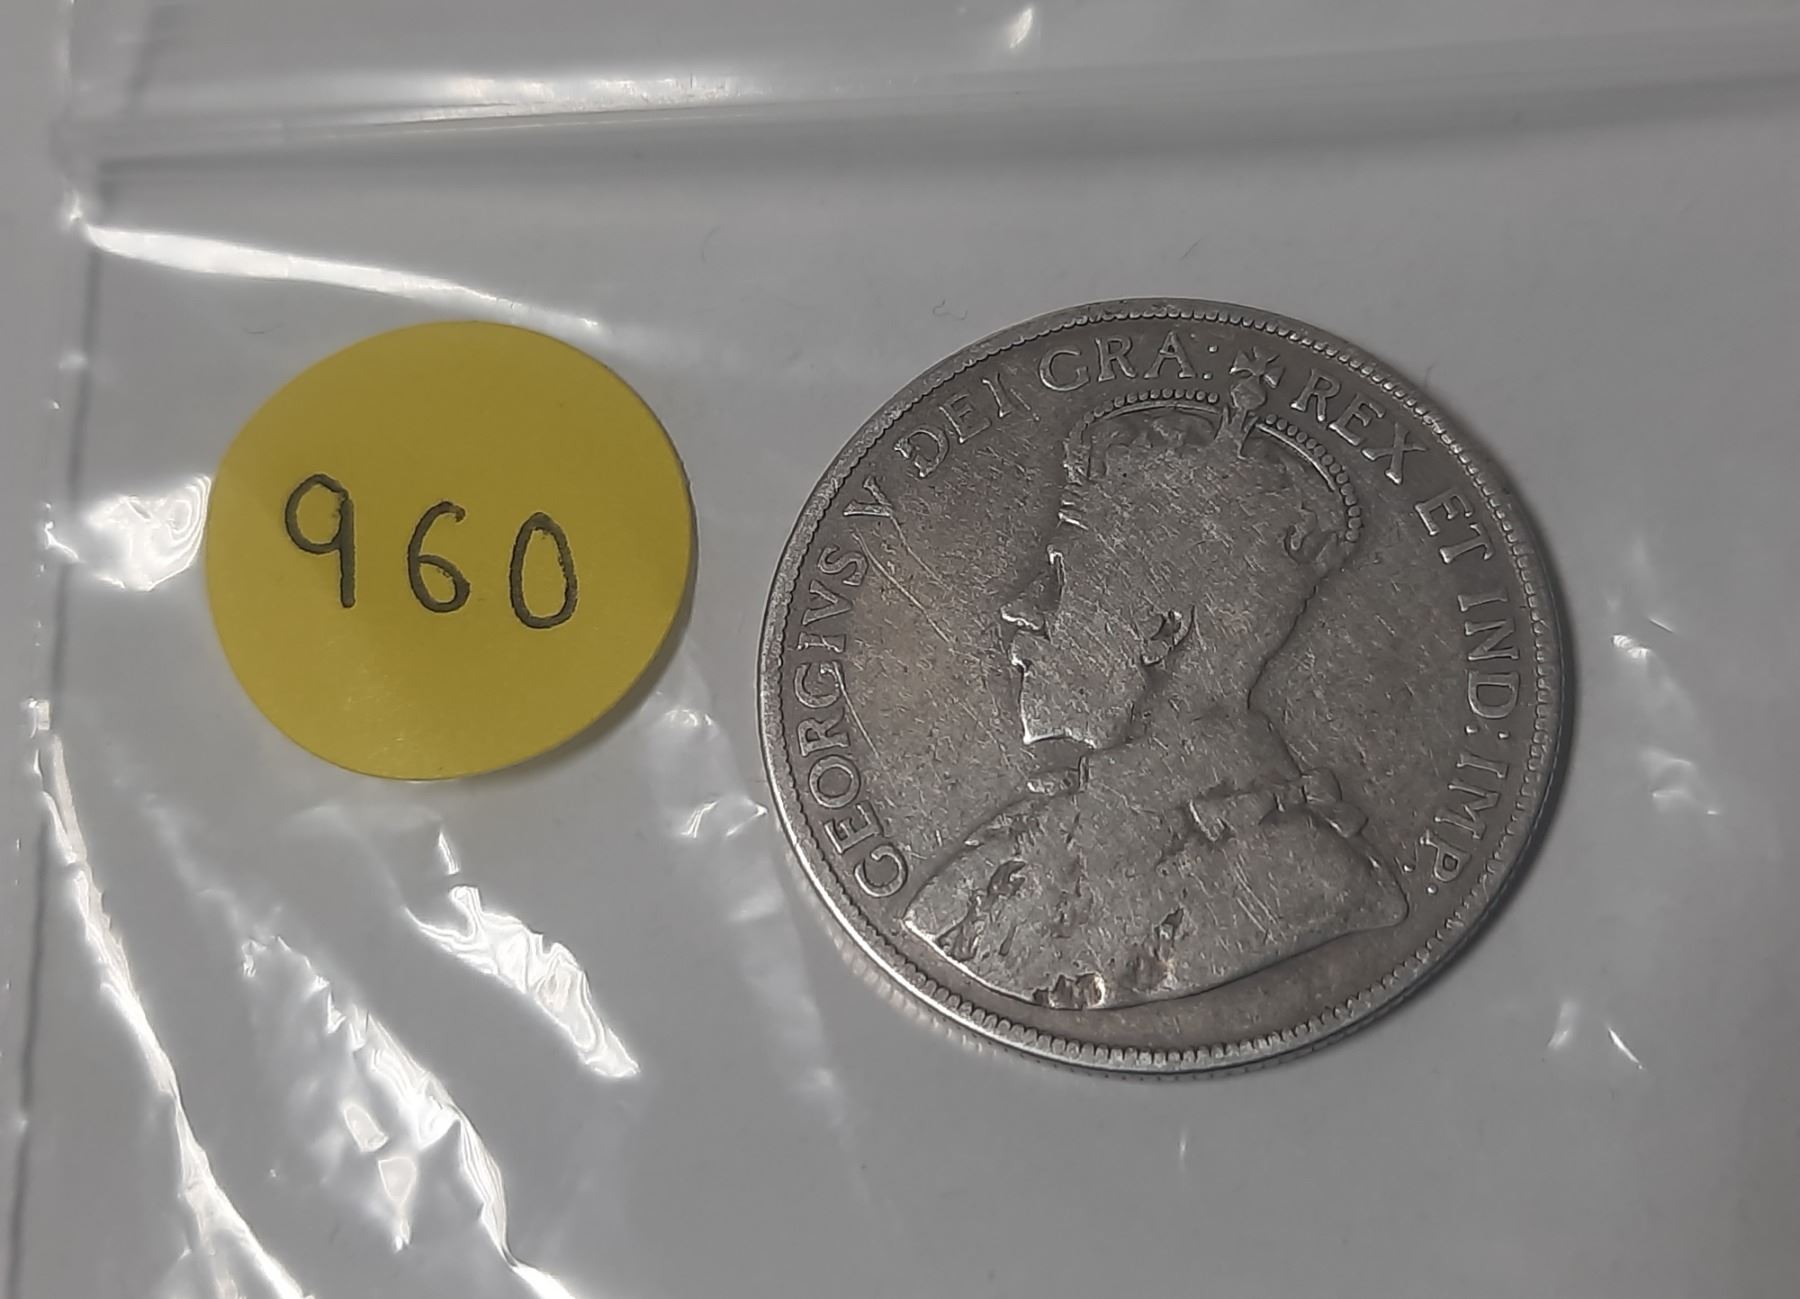 960
GEORGIVS V DEI GRA: REX ET IND: IMP: